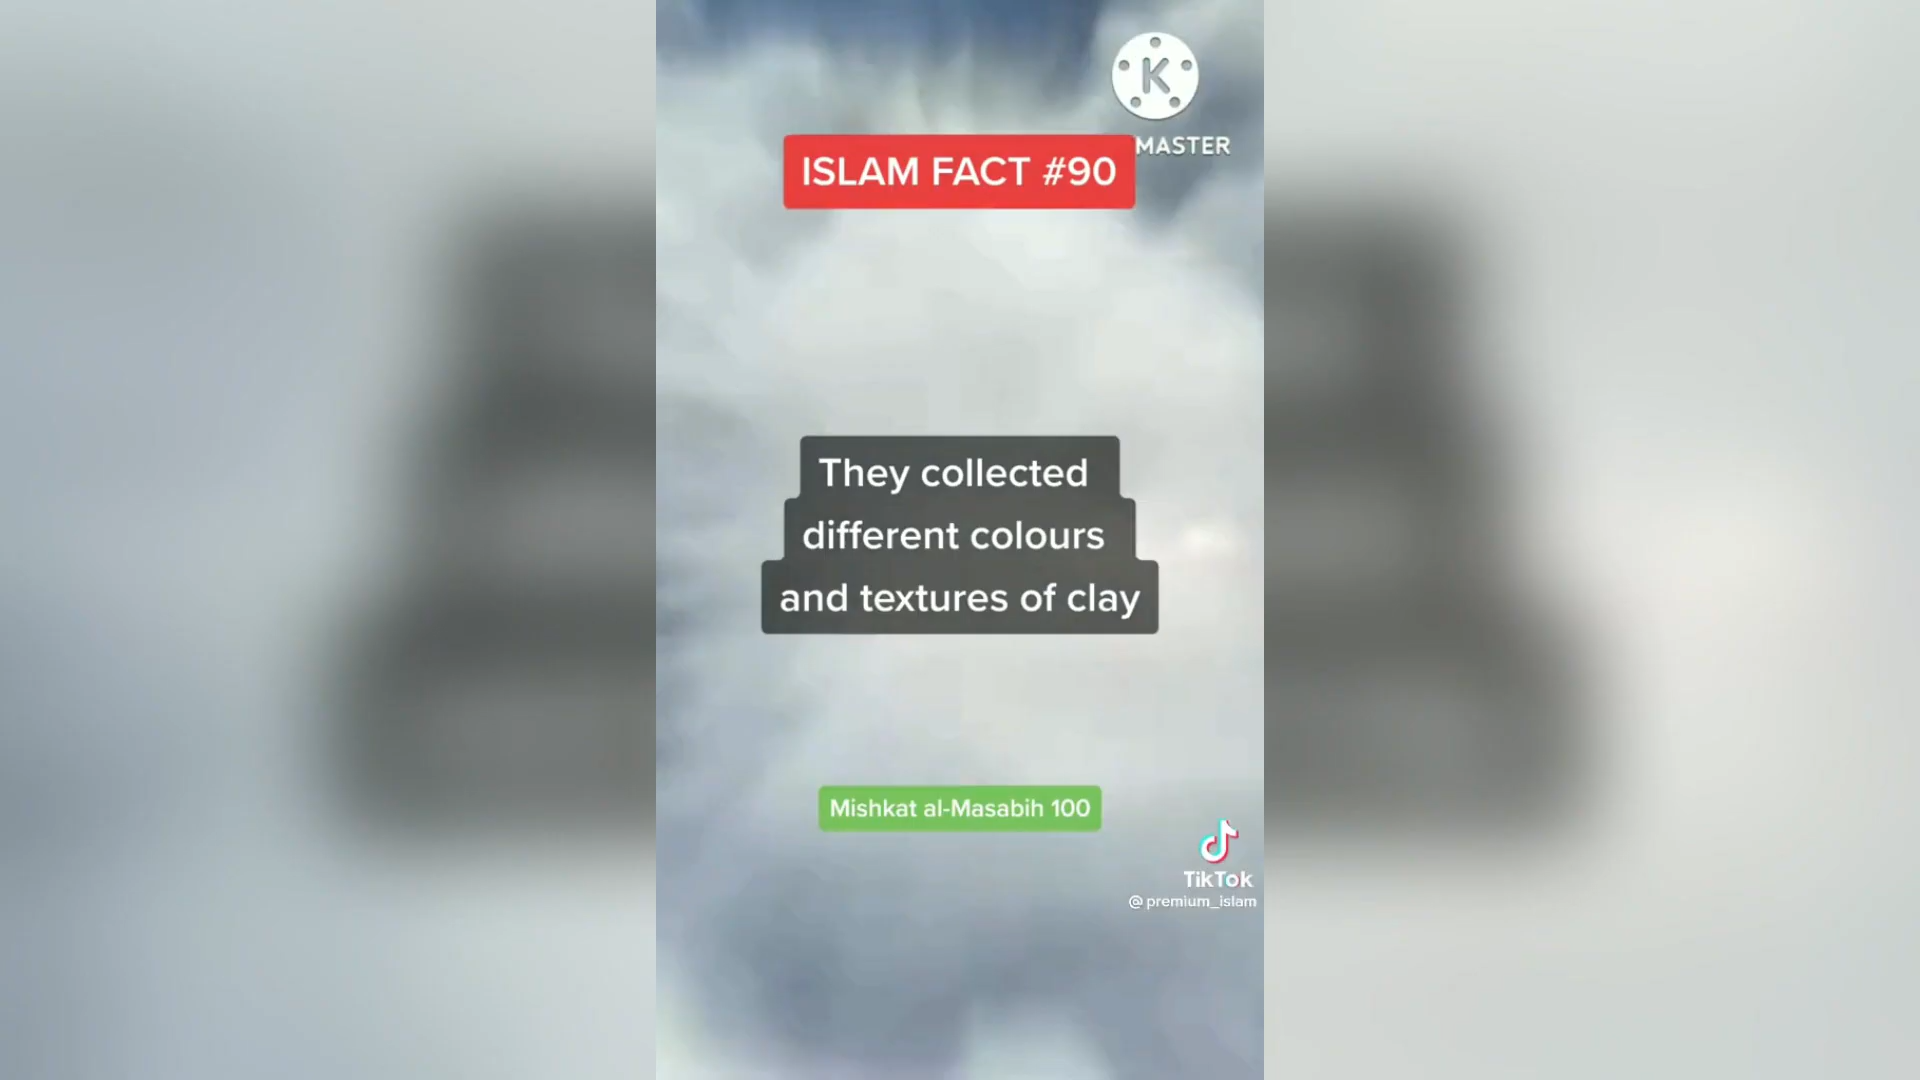 K
MASTER
ISLAM FACT #90
They collected
different colours
and textures of clay
Mishkat al-Masabih 100
TikTok
@premium_islam